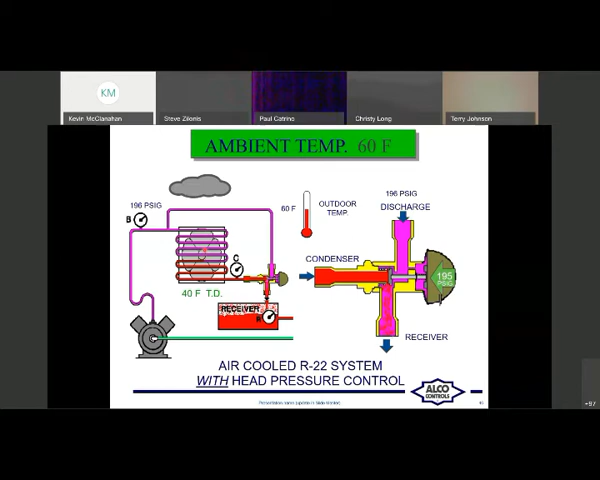 KM
Kevin McClanahan
Steve Zilonis
Paul Catrino
Christy Long
Terry Johnson
AMBIENT TEMP. 60 F
196 PSIG
B
60 F
OUTDOOR
TEMP.
196 PSIG
DISCHARGE
C
CONDENSER
195
PSIG.
40 F T.D.
RECEIVER
A
RECEIVER
AIR COOLED R-22 SYSTEM
WITH HEAD PRESSURE CONTROL
ALCO
CONTROLS
+97